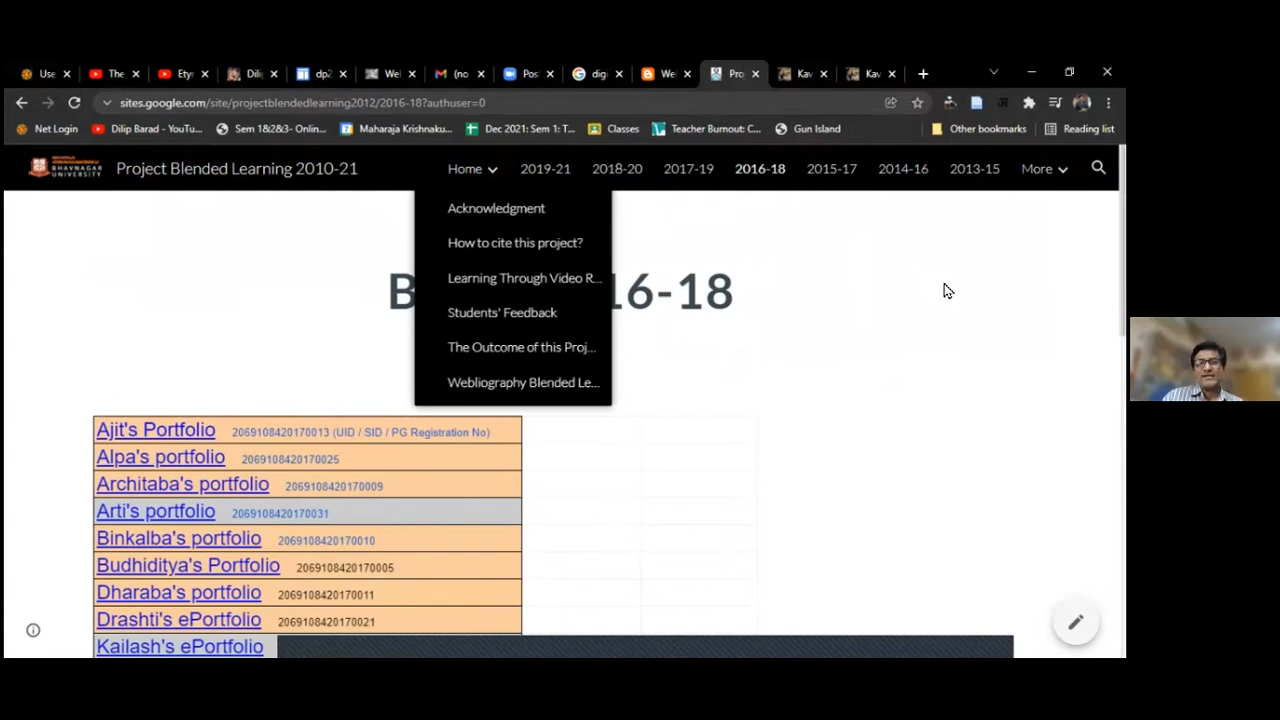 Use
The
Ety
Dilip
dp2
Wel
(no
Post
digi
We
Pro
Kav
Kav
sites.google.com/site/projectblendedlearning2012/2016-18?authuser=0
Net Login
Dilip Barad - YouTu...
Sem 1&2&3- Onlin...
Maharaja Krishnaku...
Dec 2021: Sem 1: T...
Classes
Teacher Burnout: C...
Gun Island
Other bookmarks
Reading list
BHAVNAGAR
UNIVERSITY
Project Blended Learning 2010-21
Home
2019-21
2018-20
2017-19
2016-18
2015-17
2014-16
2013-15
More
Acknowledgment
How to cite this project?
Learning Through Video R...
Students' Feedback
The Outcome of this Proj...
Webliography Blended Le...
B
16-18
Ajit's Portfolio 2069108420170013 (UID / SID / PG Registration No)
Alpa's portfolio 2069108420170025
Architaba's portfolio 2069108420170009
Arti's portfolio 2069108420170031
Binkalba's portfolio 2069108420170010
Budhiditya's Portfolio 2069108420170005
Dharaba's portfolio 2069108420170011
Drashti's ePortfolio 2069108420170021
Kailash's ePortfolio